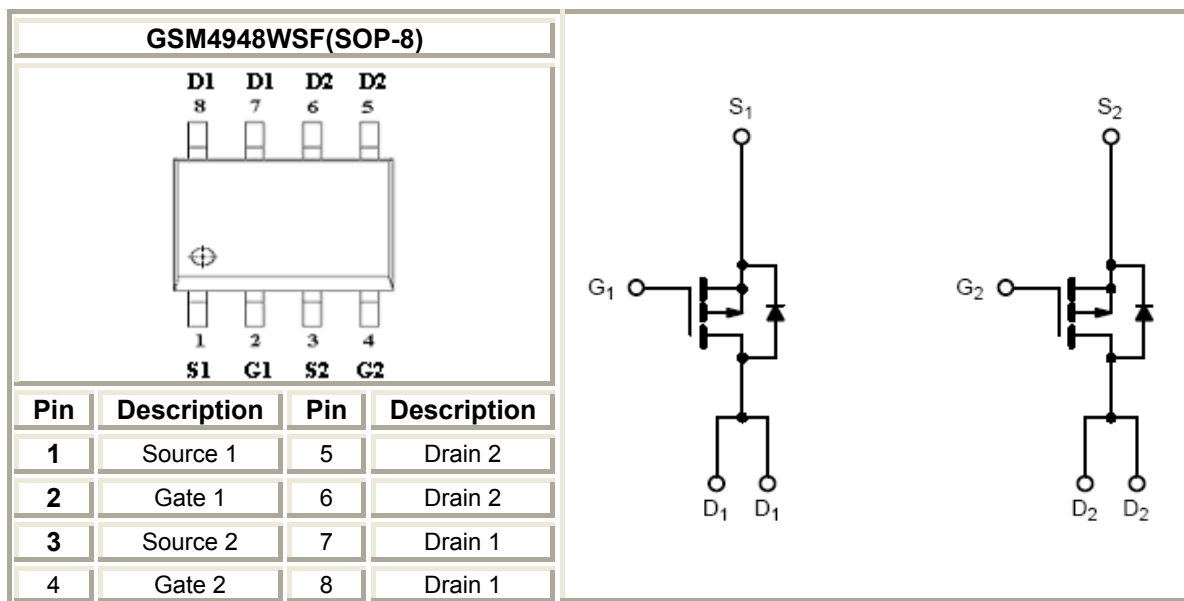 GSM4948WSF(SOP-8)
D1 D1 D2 D2
8 7 6 5
1 2 3 4
S1 G1 S2 G2
Pin Description Pin Description
1 Source 1 5 Drain 2
2 Gate 1 6 Drain 2
3 Source 2 7 Drain 1
4 Gate 2 8 Drain 1
S1 S2
G1 G2
D1 D1 D2 D2